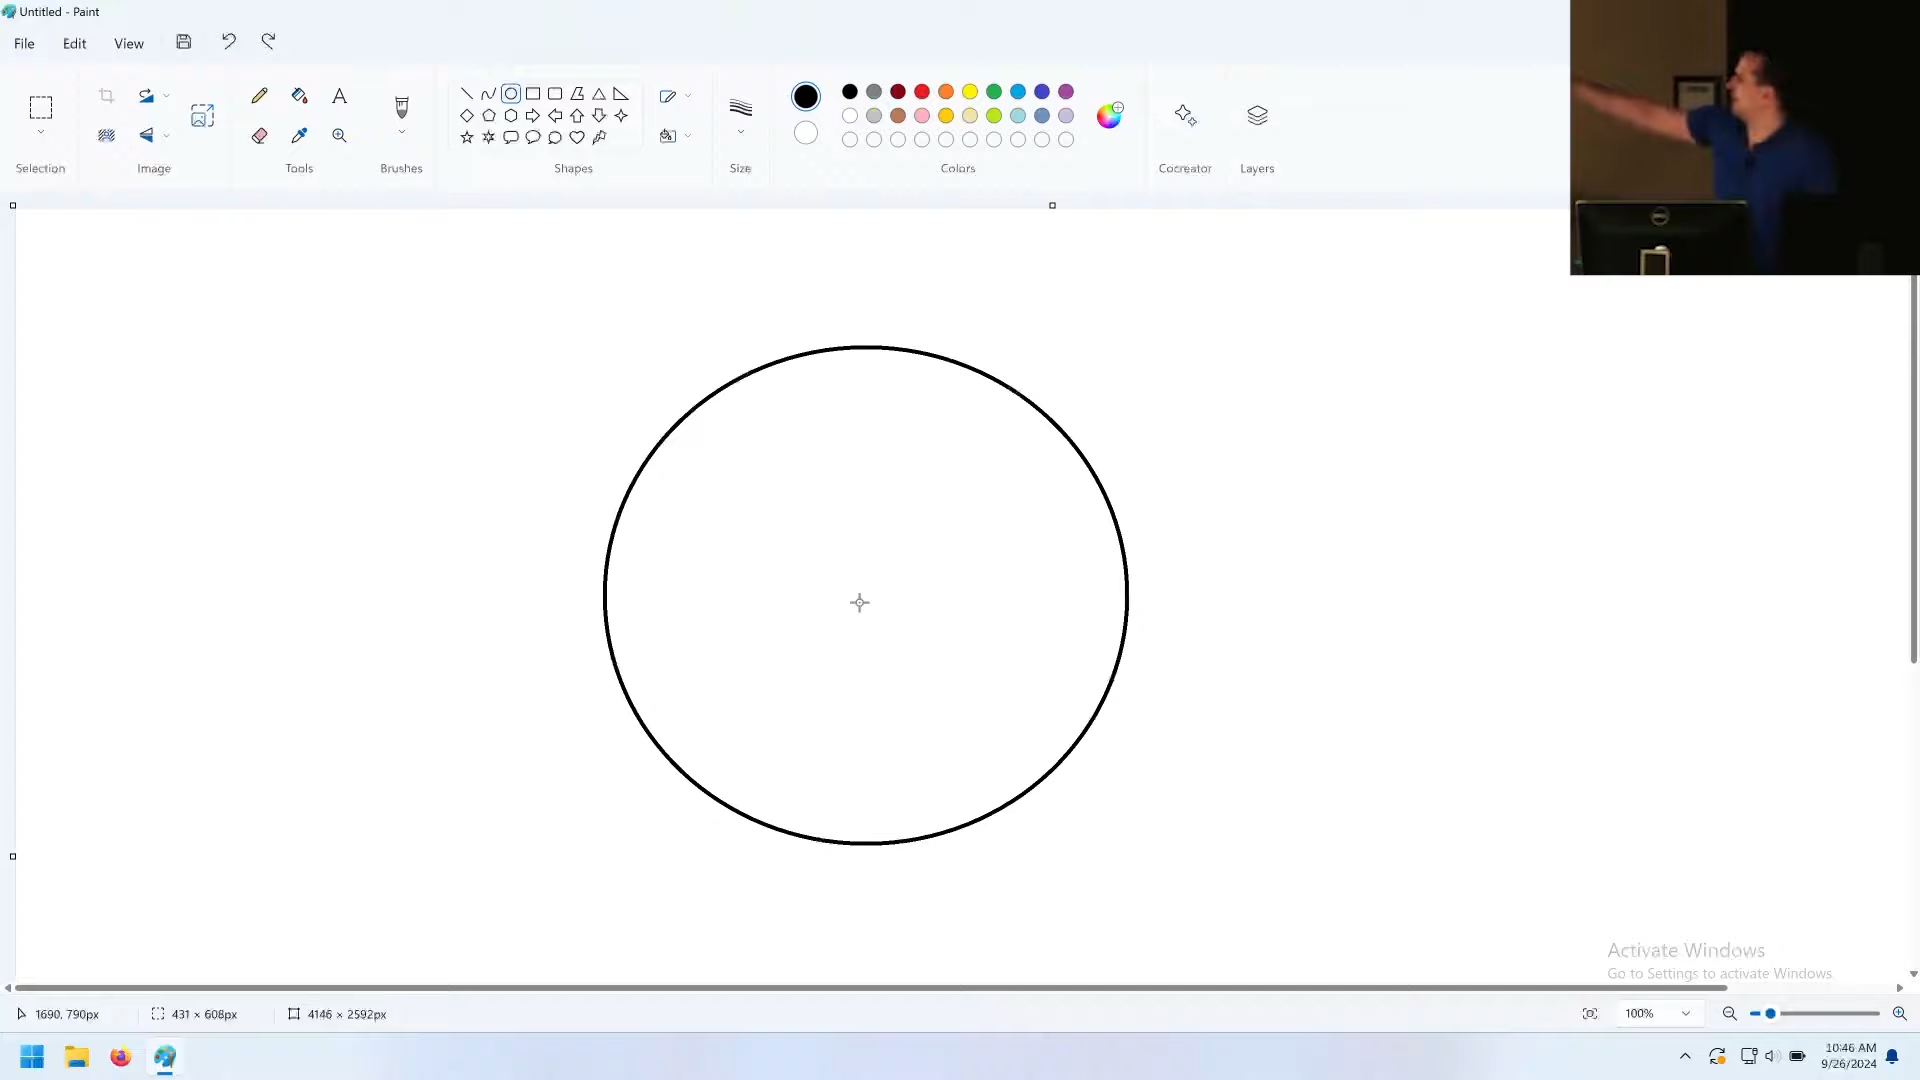 Untitled - Paint
File Edit View
Selection Image Tools Brushes Shapes Size Colors Cocreator Layers
Activate Windows
Go to Settings to activate Windows.
1690, 790px 431 × 608px 4146 × 2592px 100%
10:46 AM
9/26/2024